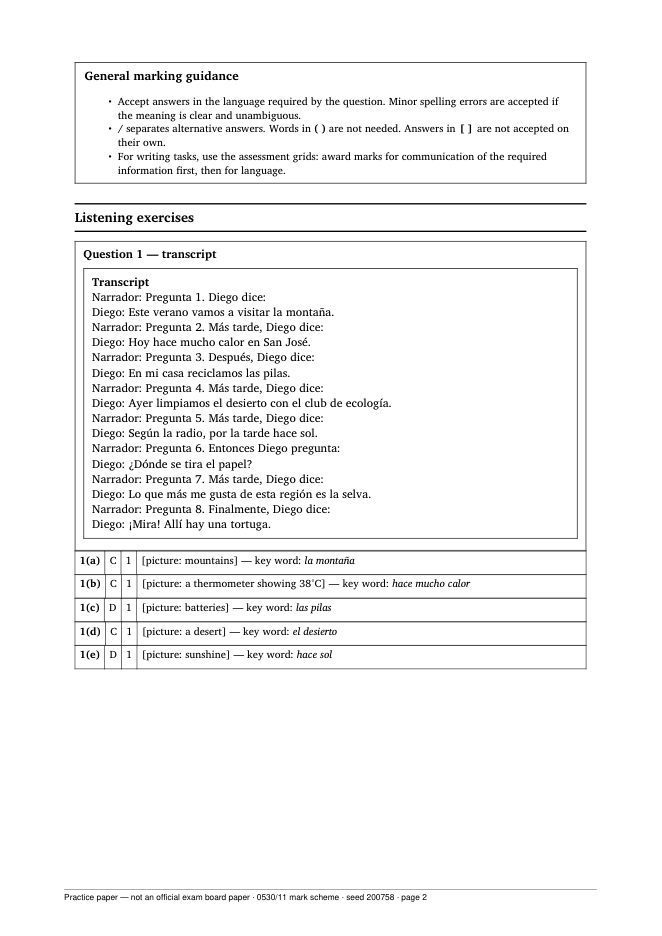 General marking guidance
• Accept answers in the language required by the question. Minor spelling errors are accepted if
the meaning is clear and unambiguous.
• / separates alternative answers. Words in ( ) are not needed. Answers in [ ] are not accepted on
their own.
• For writing tasks, use the assessment grids: award marks for communication of the required
information first, then for language.
Listening exercises
Question 1 — transcript
Transcript
Narrador: Pregunta 1. Diego dice:
Diego: Este verano vamos a visitar la montaña.
Narrador: Pregunta 2. Más tarde, Diego dice:
Diego: Hoy hace mucho calor en San José.
Narrador: Pregunta 3. Después, Diego dice:
Diego: En mi casa reciclamos las pilas.
Narrador: Pregunta 4. Más tarde, Diego dice:
Diego: Ayer limpiamos el desierto con el club de ecología.
Narrador: Pregunta 5. Más tarde, Diego dice:
Diego: Según la radio, por la tarde hace sol.
Narrador: Pregunta 6. Entonces Diego pregunta:
Diego: ¿Dónde se tira el papel?
Narrador: Pregunta 7. Más tarde, Diego dice:
Diego: Lo que más me gusta de esta región es la selva.
Narrador: Pregunta 8. Finalmente, Diego dice:
Diego: ¡Mira! Allí hay una tortuga.
1(a) C 1 [picture: mountains] — key word: la montaña
1(b) C 1 [picture: a thermometer showing 38˚C] — key word: hace mucho calor
1(c) D 1 [picture: batteries] — key word: las pilas
1(d) C 1 [picture: a desert] — key word: el desierto
1(e) D 1 [picture: sunshine] — key word: hace sol
Practice paper — not an official exam board paper · 0530/11 mark scheme · seed 200758 · page 2